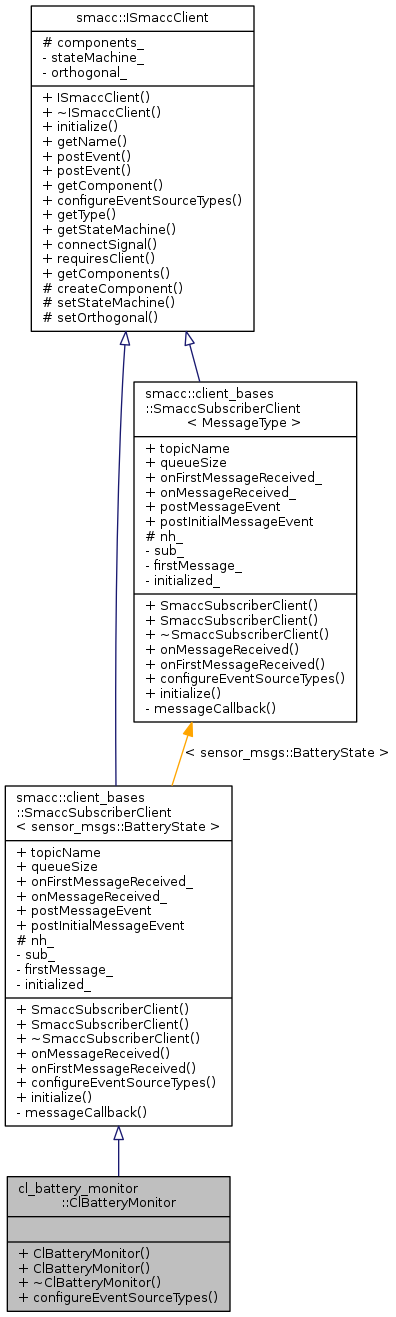 smacc::ISmaccClient
# components_
- stateMachine_
- orthogonal_
+ ISmaccClient()
+ ~ISmaccClient()
+ initialize()
+ getName()
+ postEvent()
+ postEvent()
+ getComponent()
+ configureEventSourceTypes()
+ getType()
+ getStateMachine()
+ connectSignal()
+ requiresClient()
+ getComponents()
# createComponent()
# setStateMachine()
# setOrthogonal()
smacc::client_bases
::SmaccSubscriberClient
< MessageType >
+ topicName
+ queueSize
+ onFirstMessageReceived_
+ onMessageReceived_
+ postMessageEvent
+ postInitialMessageEvent
# nh_
- sub_
- firstMessage_
- initialized_
+ SmaccSubscriberClient()
+ SmaccSubscriberClient()
+ ~SmaccSubscriberClient()
+ onMessageReceived()
+ onFirstMessageReceived()
+ configureEventSourceTypes()
+ initialize()
- messageCallback()
< sensor_msgs::BatteryState >
smacc::client_bases
::SmaccSubscriberClient
< sensor_msgs::BatteryState >
+ topicName
+ queueSize
+ onFirstMessageReceived_
+ onMessageReceived_
+ postMessageEvent
+ postInitialMessageEvent
# nh_
- sub_
- firstMessage_
- initialized_
+ SmaccSubscriberClient()
+ SmaccSubscriberClient()
+ ~SmaccSubscriberClient()
+ onMessageReceived()
+ onFirstMessageReceived()
+ configureEventSourceTypes()
+ initialize()
- messageCallback()
cl_battery_monitor
::ClBatteryMonitor
+ ClBatteryMonitor()
+ ClBatteryMonitor()
+ ~ClBatteryMonitor()
+ configureEventSourceTypes()